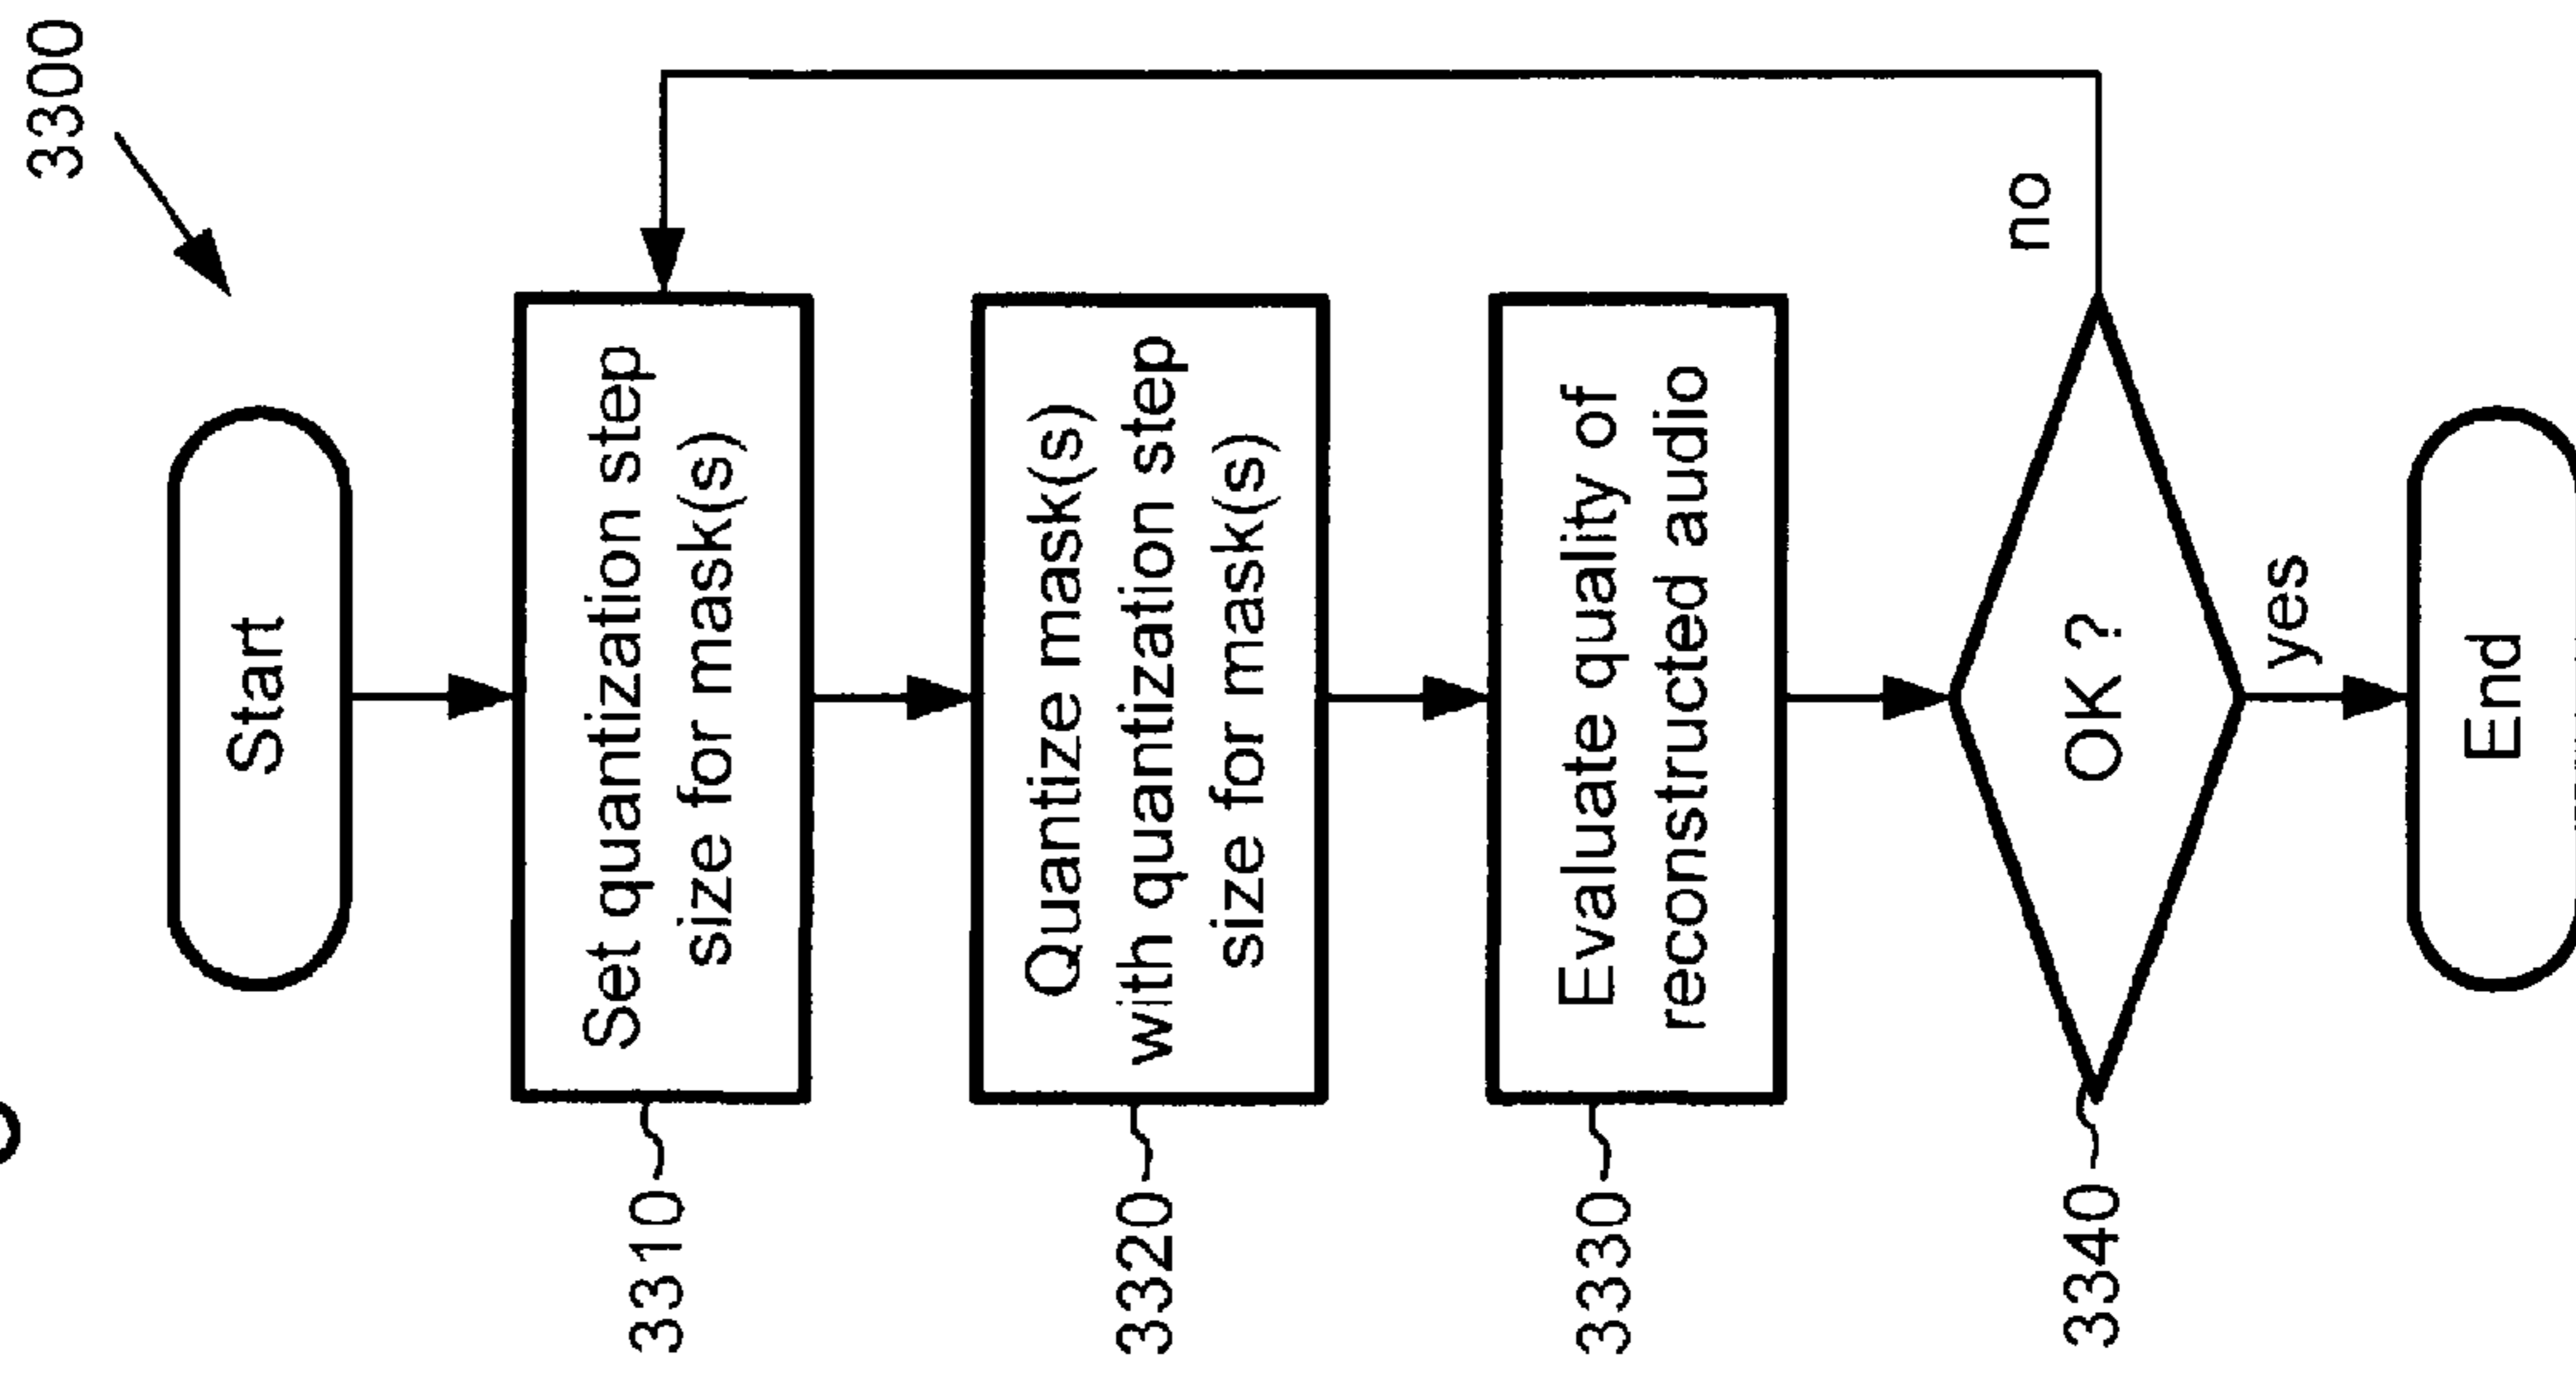 3300
Start
3310
Set quantization step
size for mask(s)
3320
Quantize mask(s)
with quantization step
size for mask(s)
3330
Evaluate quality of
reconstructed audio
3340
OK ?
no
yes
End